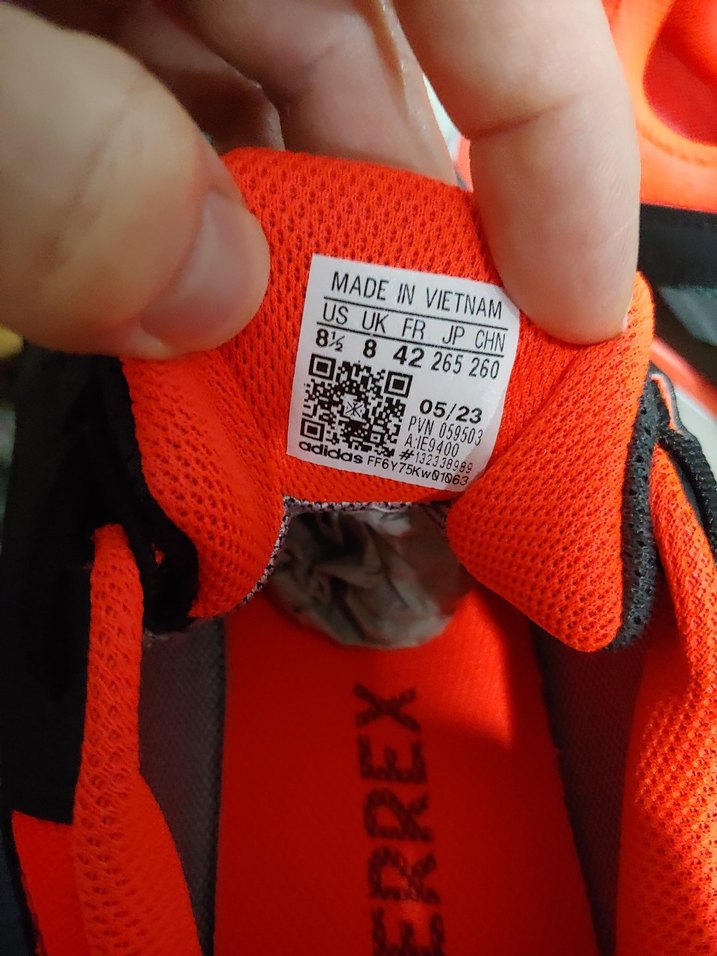 MADE IN VIETNAM
US UK FR JP CHN
8½ 8 42 265 260
05/23
PVN 059503
A:IE9400
#132338989
adidas FF6Y75Kw01063
ERREX